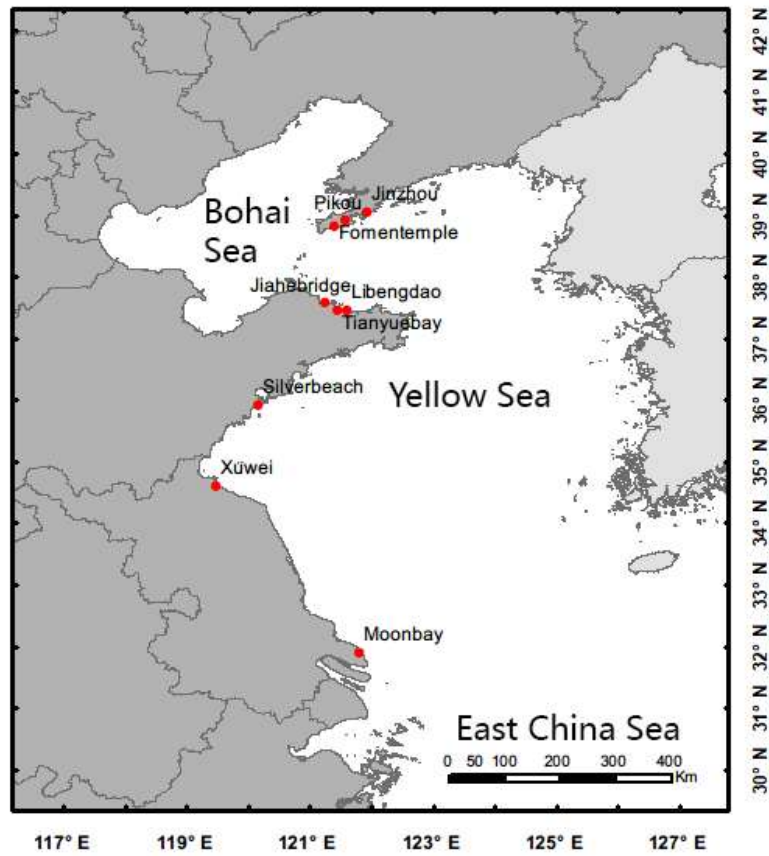 Bohai
Sea
Pikou
Jinzhou
Fomentemple
Jiahebridge
Libengdao
Tianyuebay
Silverbeach
Yellow Sea
Xuwei
Moonbay
East China Sea
0 50 100 200 300 400
Km
42° N
41° N
40° N
39° N
38° N
37° N
36° N
35° N
34° N
33° N
32° N
31° N
30° N
117° E 119° E 121° E 123° E 125° E 127° E